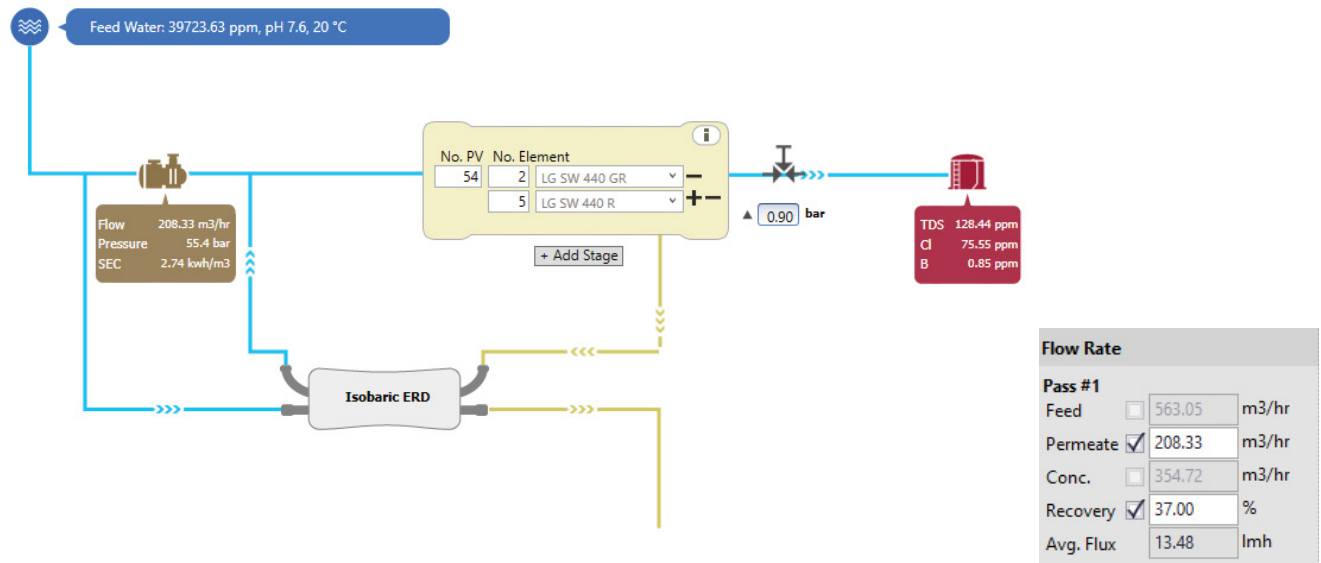 Feed Water: 39723.63 ppm, pH 7.6, 20 °C
No. PV No. Element
54 2 LG SW 440 GR
5 LG SW 440 R
+ Add Stage
i
0.90 bar
Flow 208.33 m3/hr
Pressure 55.4 bar
SEC 2.74 kwh/m3
TDS 128.44 ppm
Cl 75.55 ppm
B 0.85 ppm
Isobaric ERD
Flow Rate
Pass #1
Feed 563.05 m3/hr
Permeate 208.33 m3/hr
Conc. 354.72 m3/hr
Recovery 37.00 %
Avg. Flux 13.48 lmh